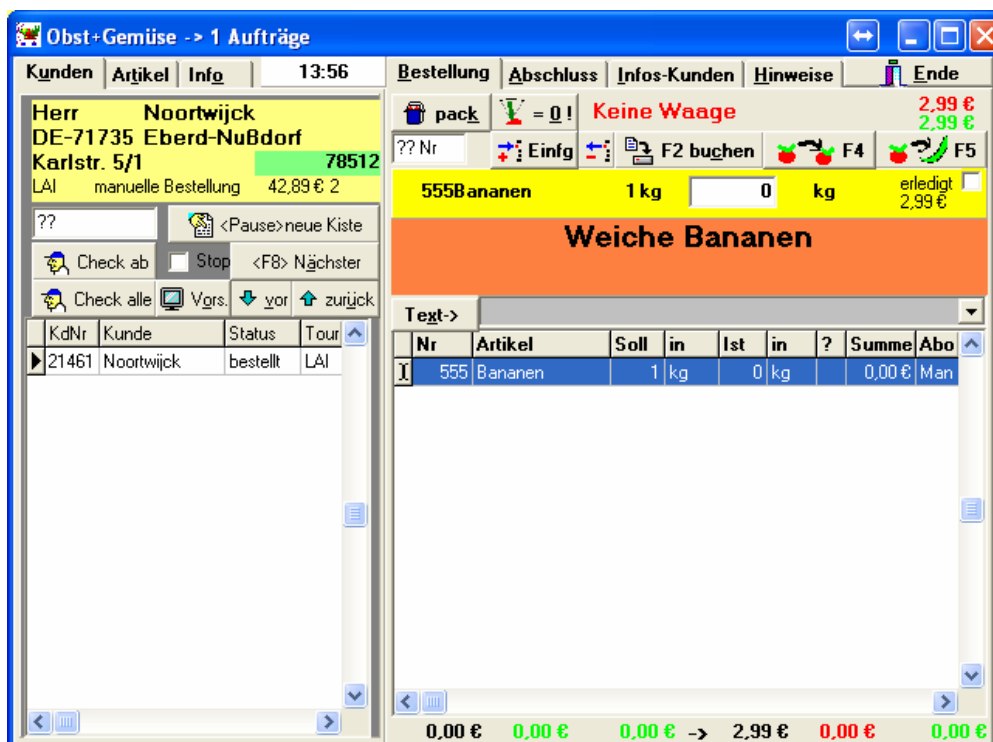 Obst+Gemüse -> 1 Aufträge
Kunden Artikel Info 13:56
Herr Noortwijck
DE-71735 Eberd-Nußdorf
Karlstr. 5/1 78512
LAI manuelle Bestellung 42,89 € 2
?? <Pause>neue Kiste
Check ab Stop <F8> Nächster
Check alle Vors. vor zurück
KdNr Kunde Status Tour
21461 Noortwijck bestellt LAI
Bestellung Abschluss Infos-Kunden Hinweise Ende
pack = 0 ! Keine Waage 2,99 €
2,99 €
?? Nr Einfg F2 buchen F4 F5
555Bananen 1 kg 0 kg erledigt
2,99 €
Weiche Bananen
Text->
Nr Artikel Soll in Ist in ? Summe Abo
555 Bananen 1 kg 0 kg 0,00 € Man
0,00 € 0,00 € 0,00 € -> 2,99 € 0,00 € 0,00 €